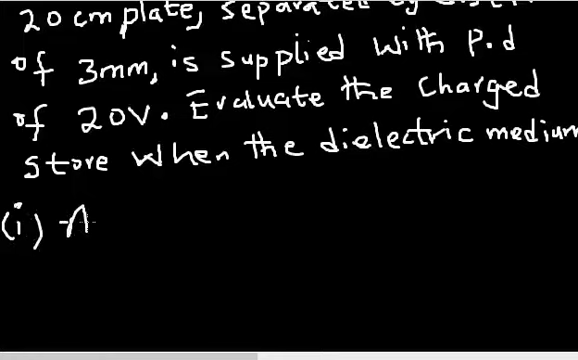 20 cm plate, separated by
of 3mm, is supplied with P.d
of 20V. Evaluate the Charged
store when the dielectric medium
(i)